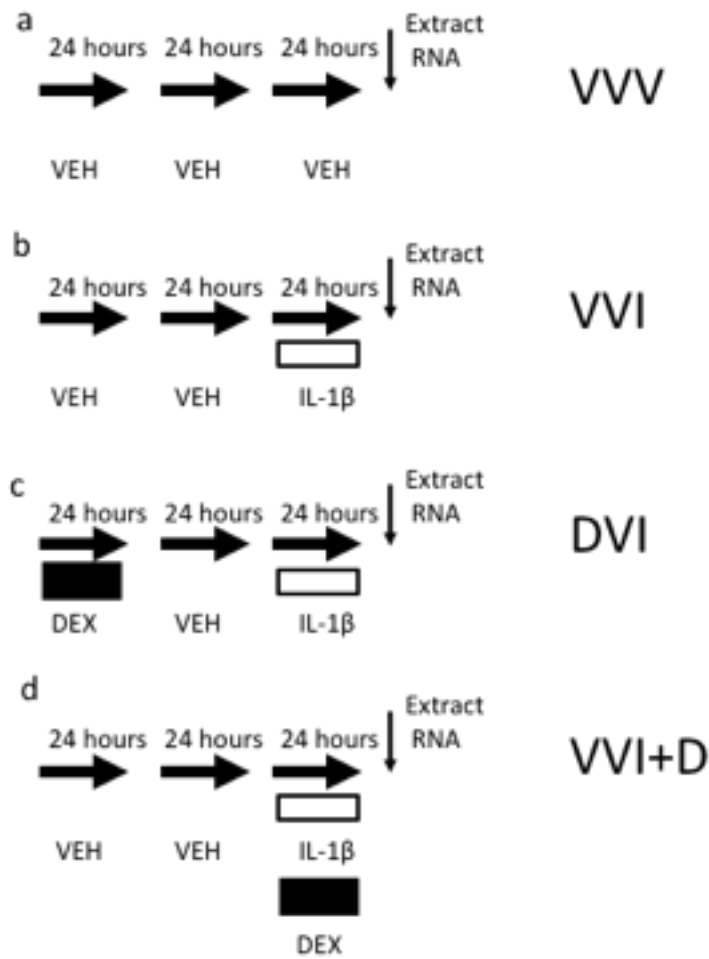 a
24 hours 24 hours 24 hours
Extract
RNA
VVV
VEH VEH VEH
b
24 hours 24 hours 24 hours
Extract
RNA
VVI
VEH VEH IL-1β
c
24 hours 24 hours 24 hours
Extract
RNA
DVI
DEX VEH IL-1β
d
24 hours 24 hours 24 hours
Extract
RNA
VVI+D
VEH VEH IL-1β
DEX